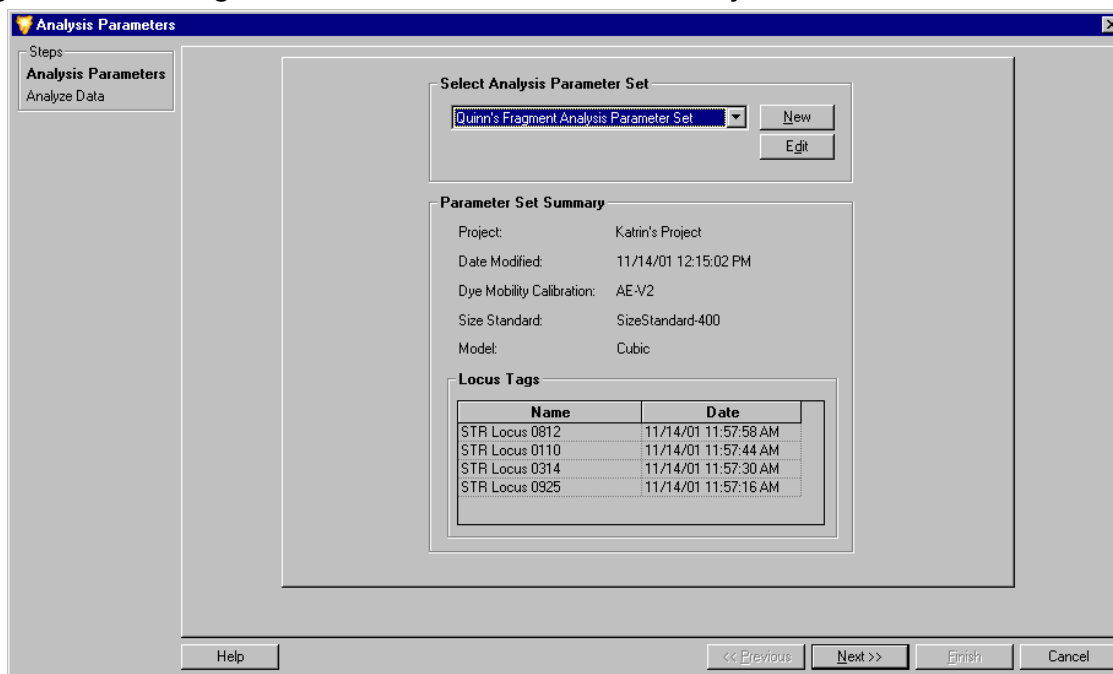 Analysis Parameters
Steps
Analysis Parameters
Analyze Data
Select Analysis Parameter Set
Quinn's Fragment Analysis Parameter Set
New
Edit
Parameter Set Summary
Project: Katrin's Project
Date Modified: 11/14/01 12:15:02 PM
Dye Mobility Calibration: AE-V2
Size Standard: SizeStandard-400
Model: Cubic
Locus Tags
Name Date
STR Locus 0812 11/14/01 11:57:58 AM
STR Locus 0110 11/14/01 11:57:44 AM
STR Locus 0314 11/14/01 11:57:30 AM
STR Locus 0925 11/14/01 11:57:16 AM
Help << Previous Next >> Finish Cancel